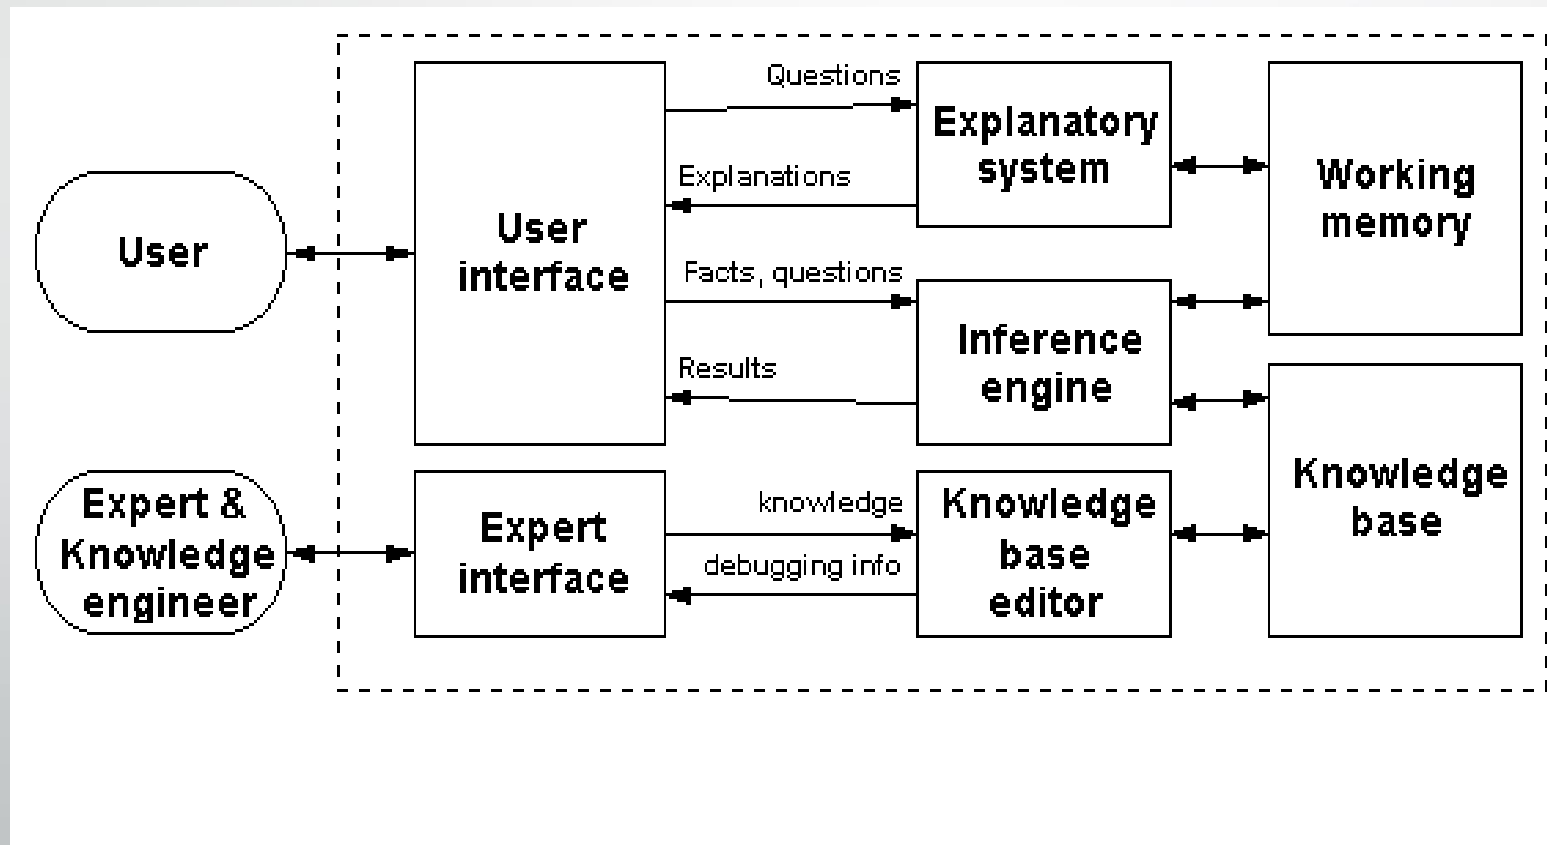 Questions
Explanatory
system
Explanations
Working
memory
User
User
interface
Facts, questions
Inference
engine
Results
Knowledge
base
Expert &
Knowledge
engineer
Expert
interface
knowledge
debugging info
Knowledge
base
editor